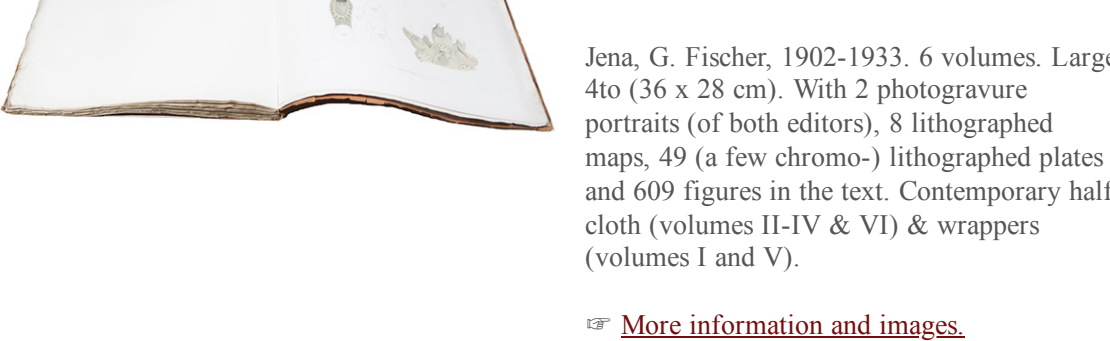 Jena, G. Fischer, 1902-1933. 6 volumes. Large
4to (36 x 28 cm). With 2 photogravure
portraits (of both editors), 8 lithographed
maps, 49 (a few chromo-) lithographed plates
and 609 figures in the text. Contemporary half
cloth (volumes II-IV & VI) & wrappers
(volumes I and V).
☞ More information and images.